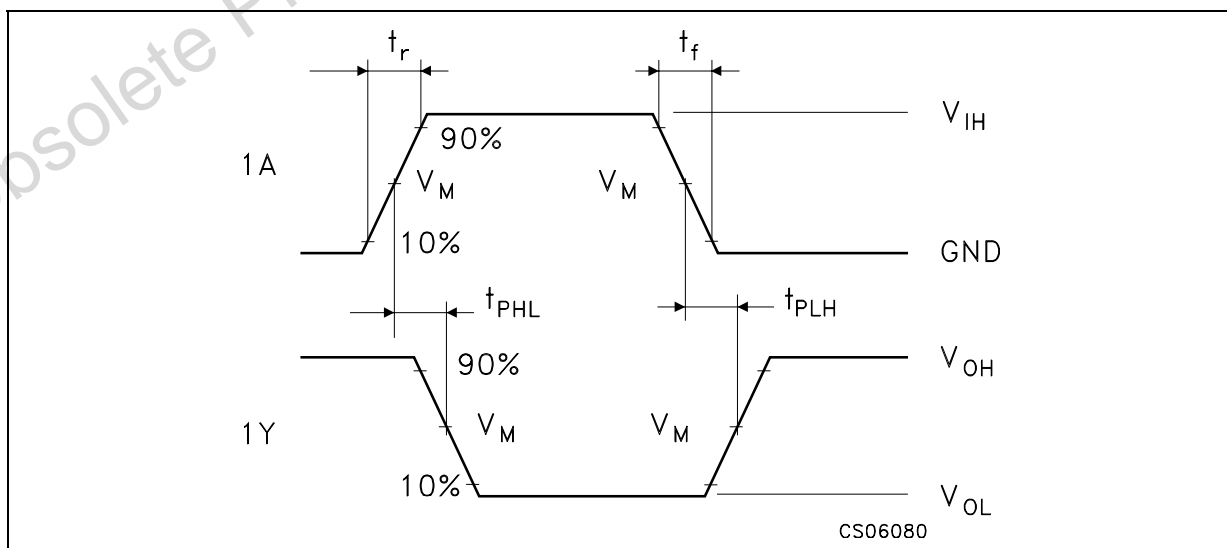 bsolete Pr
t_r
t_f
V_IH
90%
1A
V_M
V_M
10%
GND
t_PHL
t_PLH
90%
V_OH
1Y
V_M
V_M
10%
V_OL
CS06080